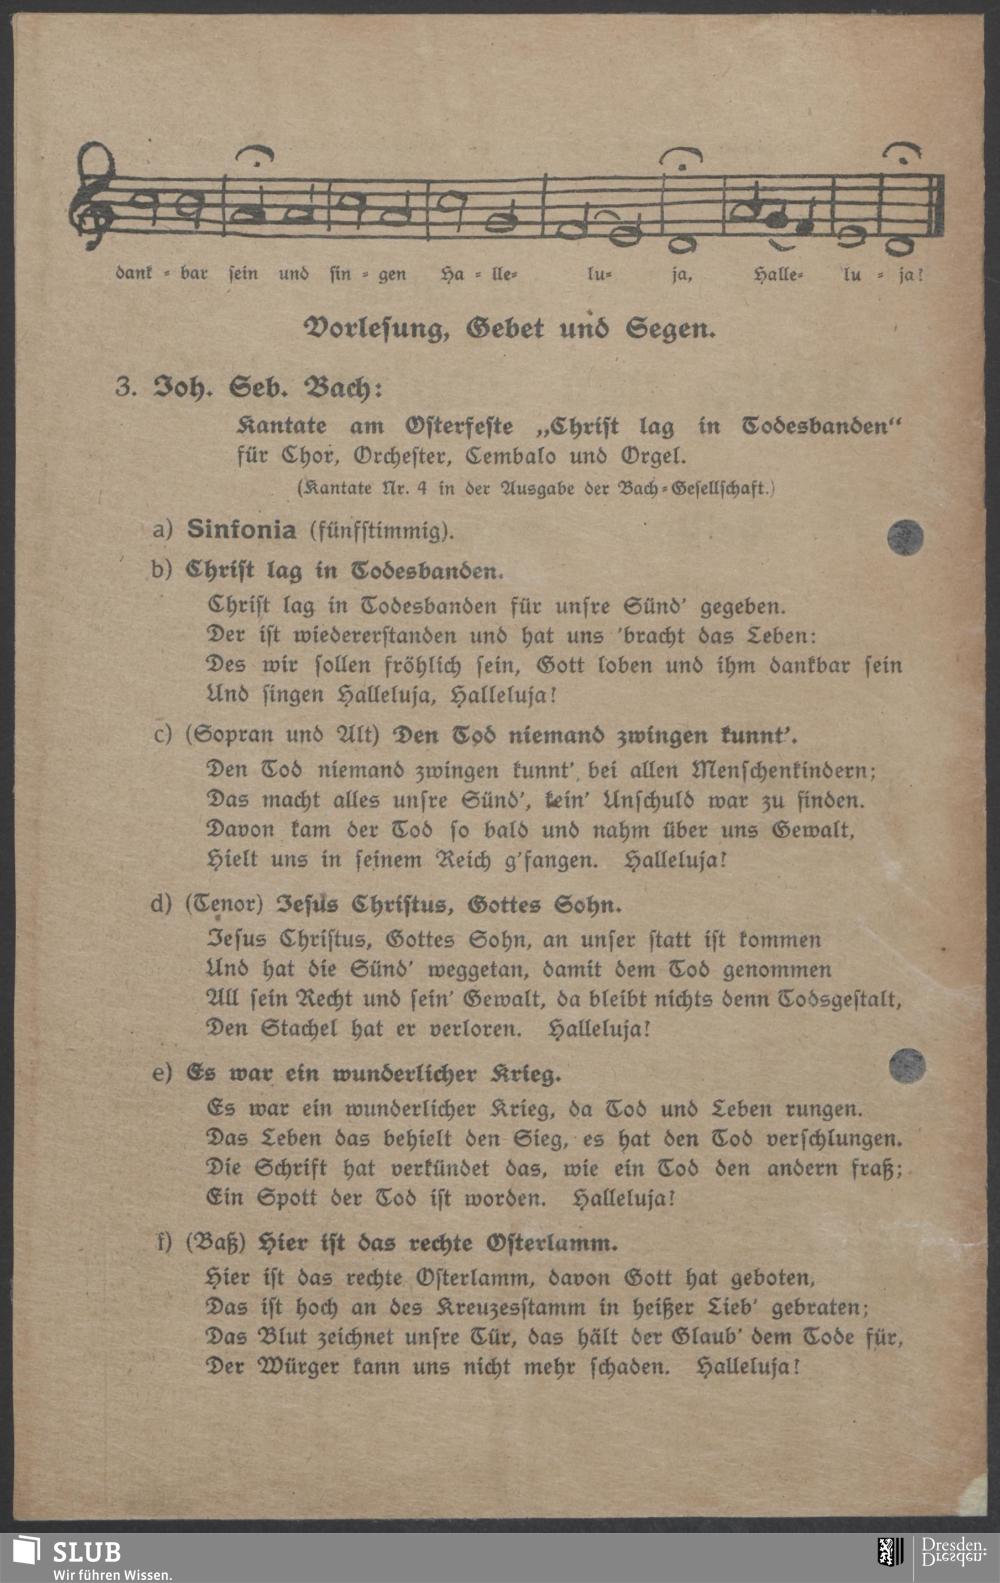 dank - bar sein und sin - gen Ha - lle- lu- ja, Halle- lu - ja!
Vorlesung, Gebet und Segen.
3. Joh. Seb. Bach:
Kantate am Osterfeste „Christ lag in Todesbanden“
für Chor, Orchester, Cembalo und Orgel.
(Kantate Nr. 4 in der Ausgabe der Bach-Gesellschaft.)
a) Sinfonia (fünfstimmig).
b) Christ lag in Todesbanden.
Christ lag in Todesbanden für unsre Sünd’ gegeben.
Der ist wiedererstanden und hat uns ’bracht das Leben:
Des wir sollen fröhlich sein, Gott loben und ihm dankbar sein
Und singen Halleluja, Halleluja!
c) (Sopran und Alt) Den Tod niemand zwingen kunnt’.
Den Tod niemand zwingen kunnt’ bei allen Menschenkindern;
Das macht alles unsre Sünd’, kein’ Unschuld war zu finden.
Davon kam der Tod so bald und nahm über uns Gewalt,
Hielt uns in seinem Reich g’fangen. Halleluja!
d) (Tenor) Jesus Christus, Gottes Sohn.
Jesus Christus, Gottes Sohn, an unser statt ist kommen
Und hat die Sünd’ weggetan, damit dem Tod genommen
All sein Recht und sein’ Gewalt, da bleibt nichts denn Todsgestalt,
Den Stachel hat er verloren. Halleluja!
e) Es war ein wunderlicher Krieg.
Es war ein wunderlicher Krieg, da Tod und Leben rungen.
Das Leben das behielt den Sieg, es hat den Tod verschlungen.
Die Schrift hat verkündet das, wie ein Tod den andern fraß;
Ein Spott der Tod ist worden. Halleluja!
f) (Baß) Hier ist das rechte Osterlamm.
Hier ist das rechte Osterlamm, davon Gott hat geboten,
Das ist hoch an des Kreuzesstamm in heißer Lieb’ gebraten;
Das Blut zeichnet unsre Tür, das hält der Glaub’ dem Tode für,
Der Würger kann uns nicht mehr schaden. Halleluja!
SLUB
Wir führen Wissen.
Dresden.
Dresden.